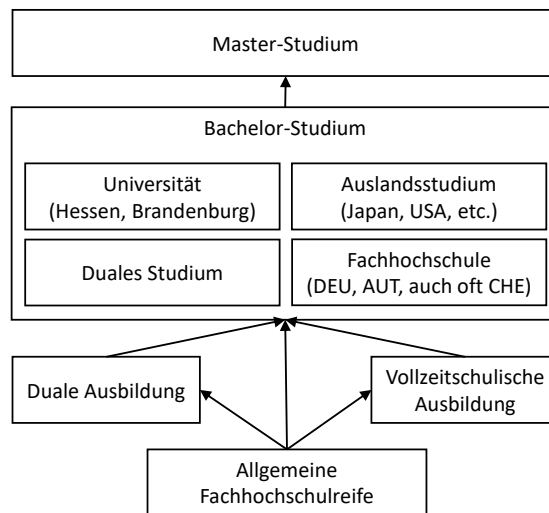 Master-Studium
Bachelor-Studium
Universität
(Hessen, Brandenburg)
Auslandsstudium
(Japan, USA, etc.)
Duales Studium
Fachhochschule
(DEU, AUT, auch oft CHE)
Duale Ausbildung
Vollzeitschulische
Ausbildung
Allgemeine
Fachhochschulreife